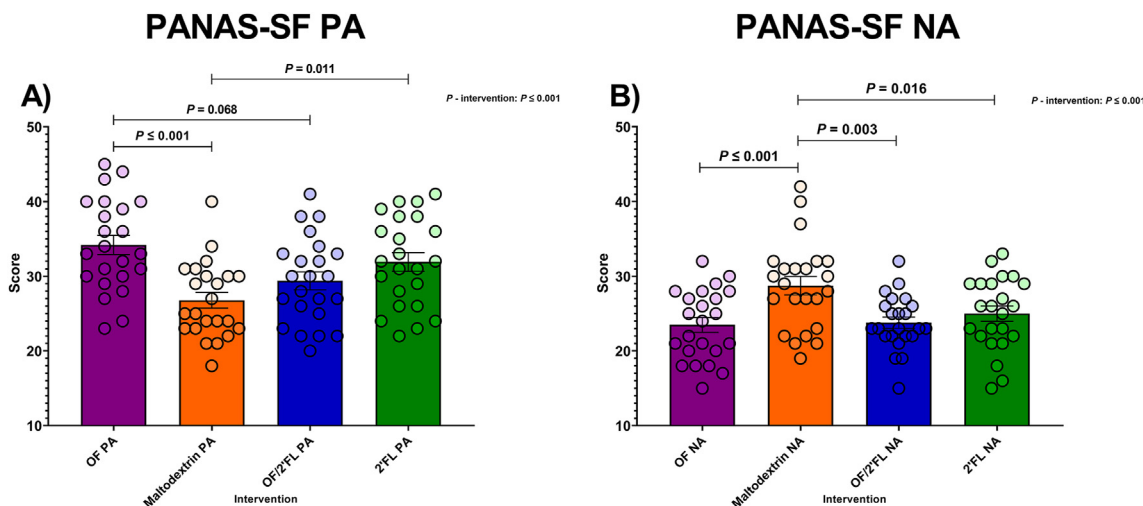 PANAS-SF PA
A)
P = 0.011
P - intervention: P ≤ 0.001
P = 0.068
P ≤ 0.001
50
40
30
20
10
Score
OF PA
Maltodextrin PA
OF/2'FL PA
2'FL PA
Intervention
PANAS-SF NA
B)
P = 0.016
P - intervention: P ≤ 0.001
P = 0.003
P ≤ 0.001
50
40
30
20
10
Score
OF NA
Maltodextrin NA
OF/2'FL NA
2'FL NA
Intervention